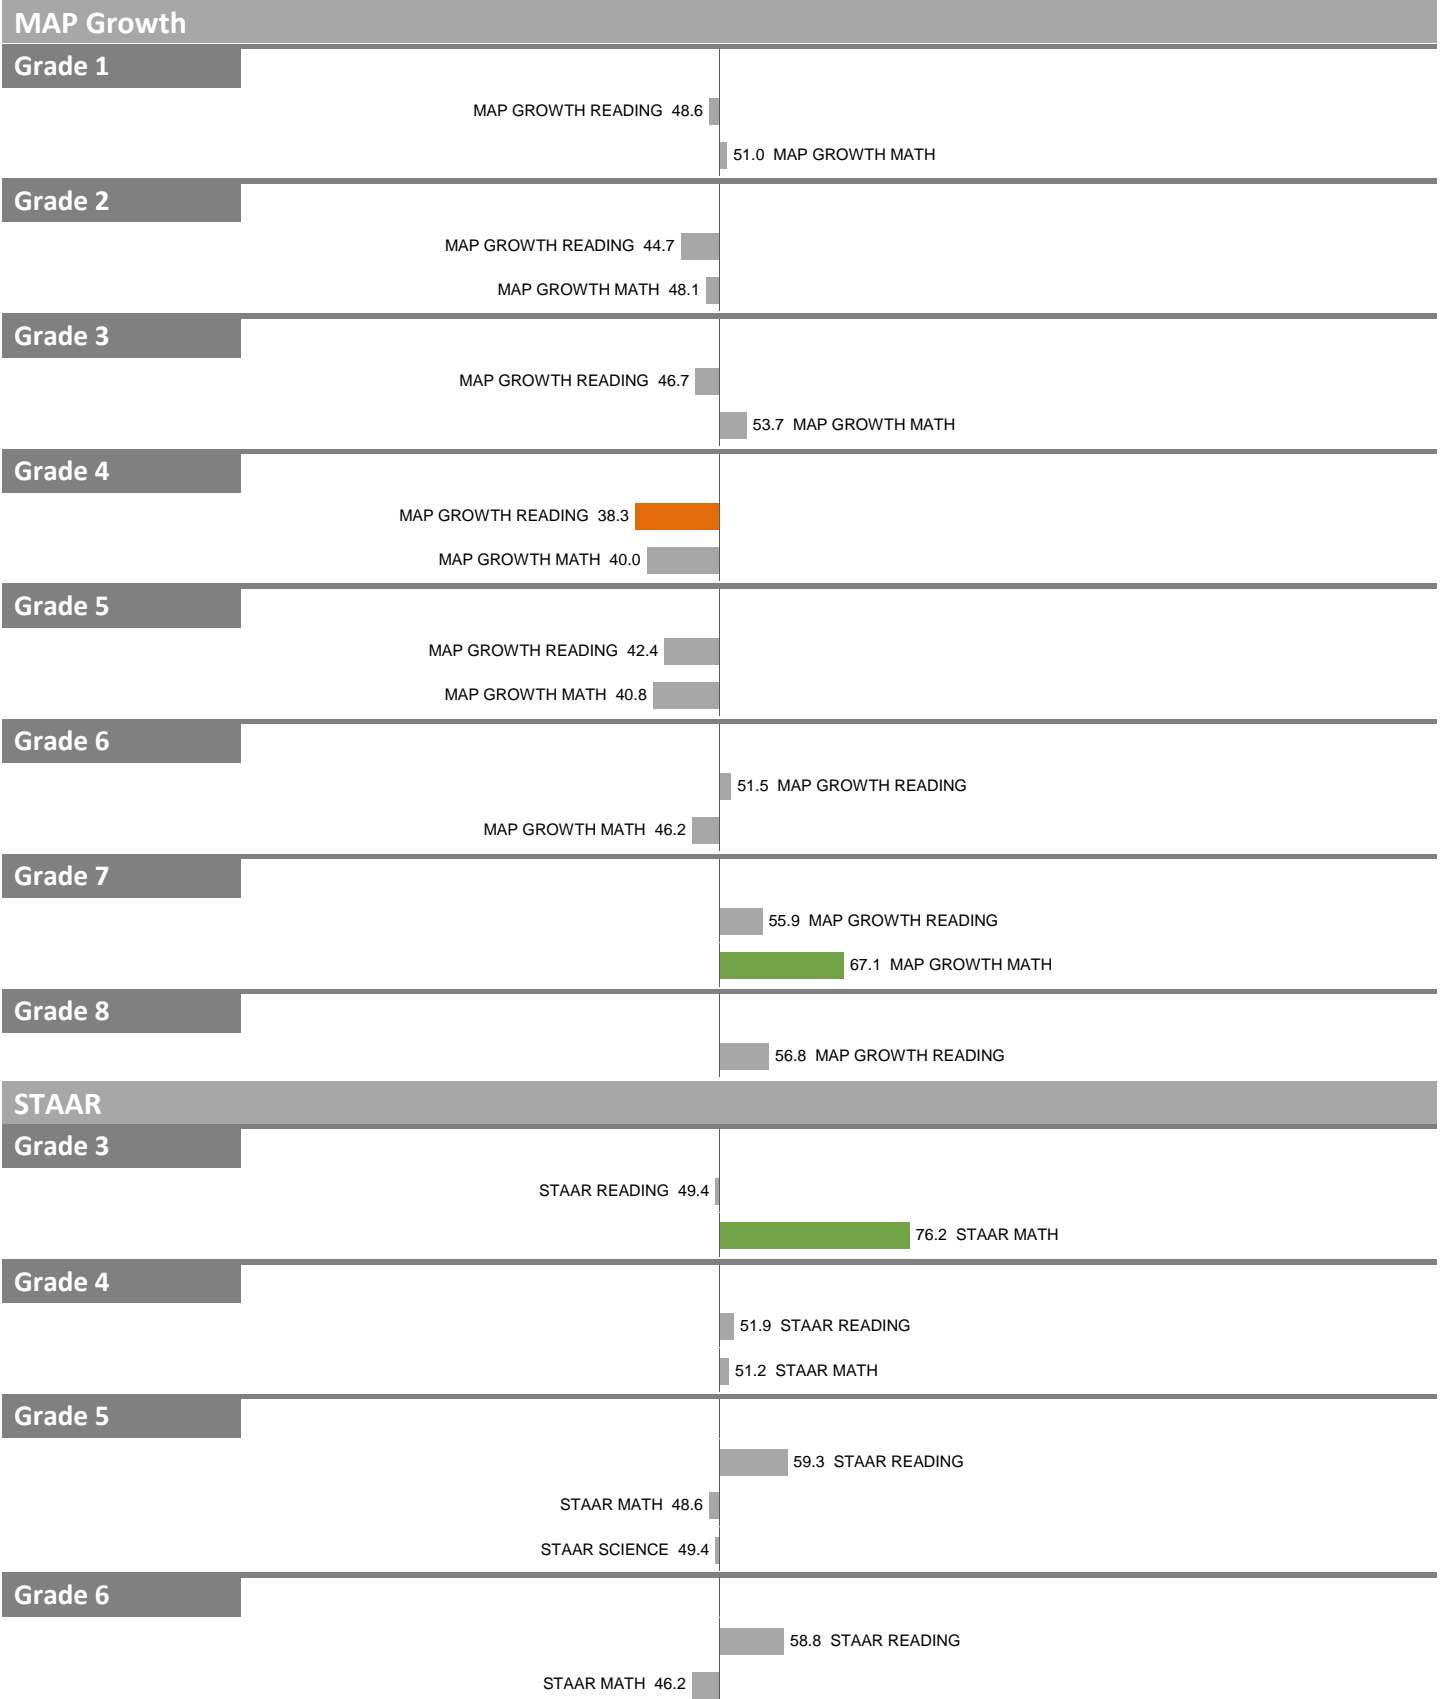 MAP Growth
Grade 1
MAP GROWTH READING 48.6
51.0 MAP GROWTH MATH
Grade 2
MAP GROWTH READING 44.7
MAP GROWTH MATH 48.1
Grade 3
MAP GROWTH READING 46.7
53.7 MAP GROWTH MATH
Grade 4
MAP GROWTH READING 38.3
MAP GROWTH MATH 40.0
Grade 5
MAP GROWTH READING 42.4
MAP GROWTH MATH 40.8
Grade 6
51.5 MAP GROWTH READING
MAP GROWTH MATH 46.2
Grade 7
55.9 MAP GROWTH READING
67.1 MAP GROWTH MATH
Grade 8
56.8 MAP GROWTH READING
STAAR
Grade 3
STAAR READING 49.4
76.2 STAAR MATH
Grade 4
51.9 STAAR READING
51.2 STAAR MATH
Grade 5
59.3 STAAR READING
STAAR MATH 48.6
STAAR SCIENCE 49.4
Grade 6
58.8 STAAR READING
STAAR MATH 46.2